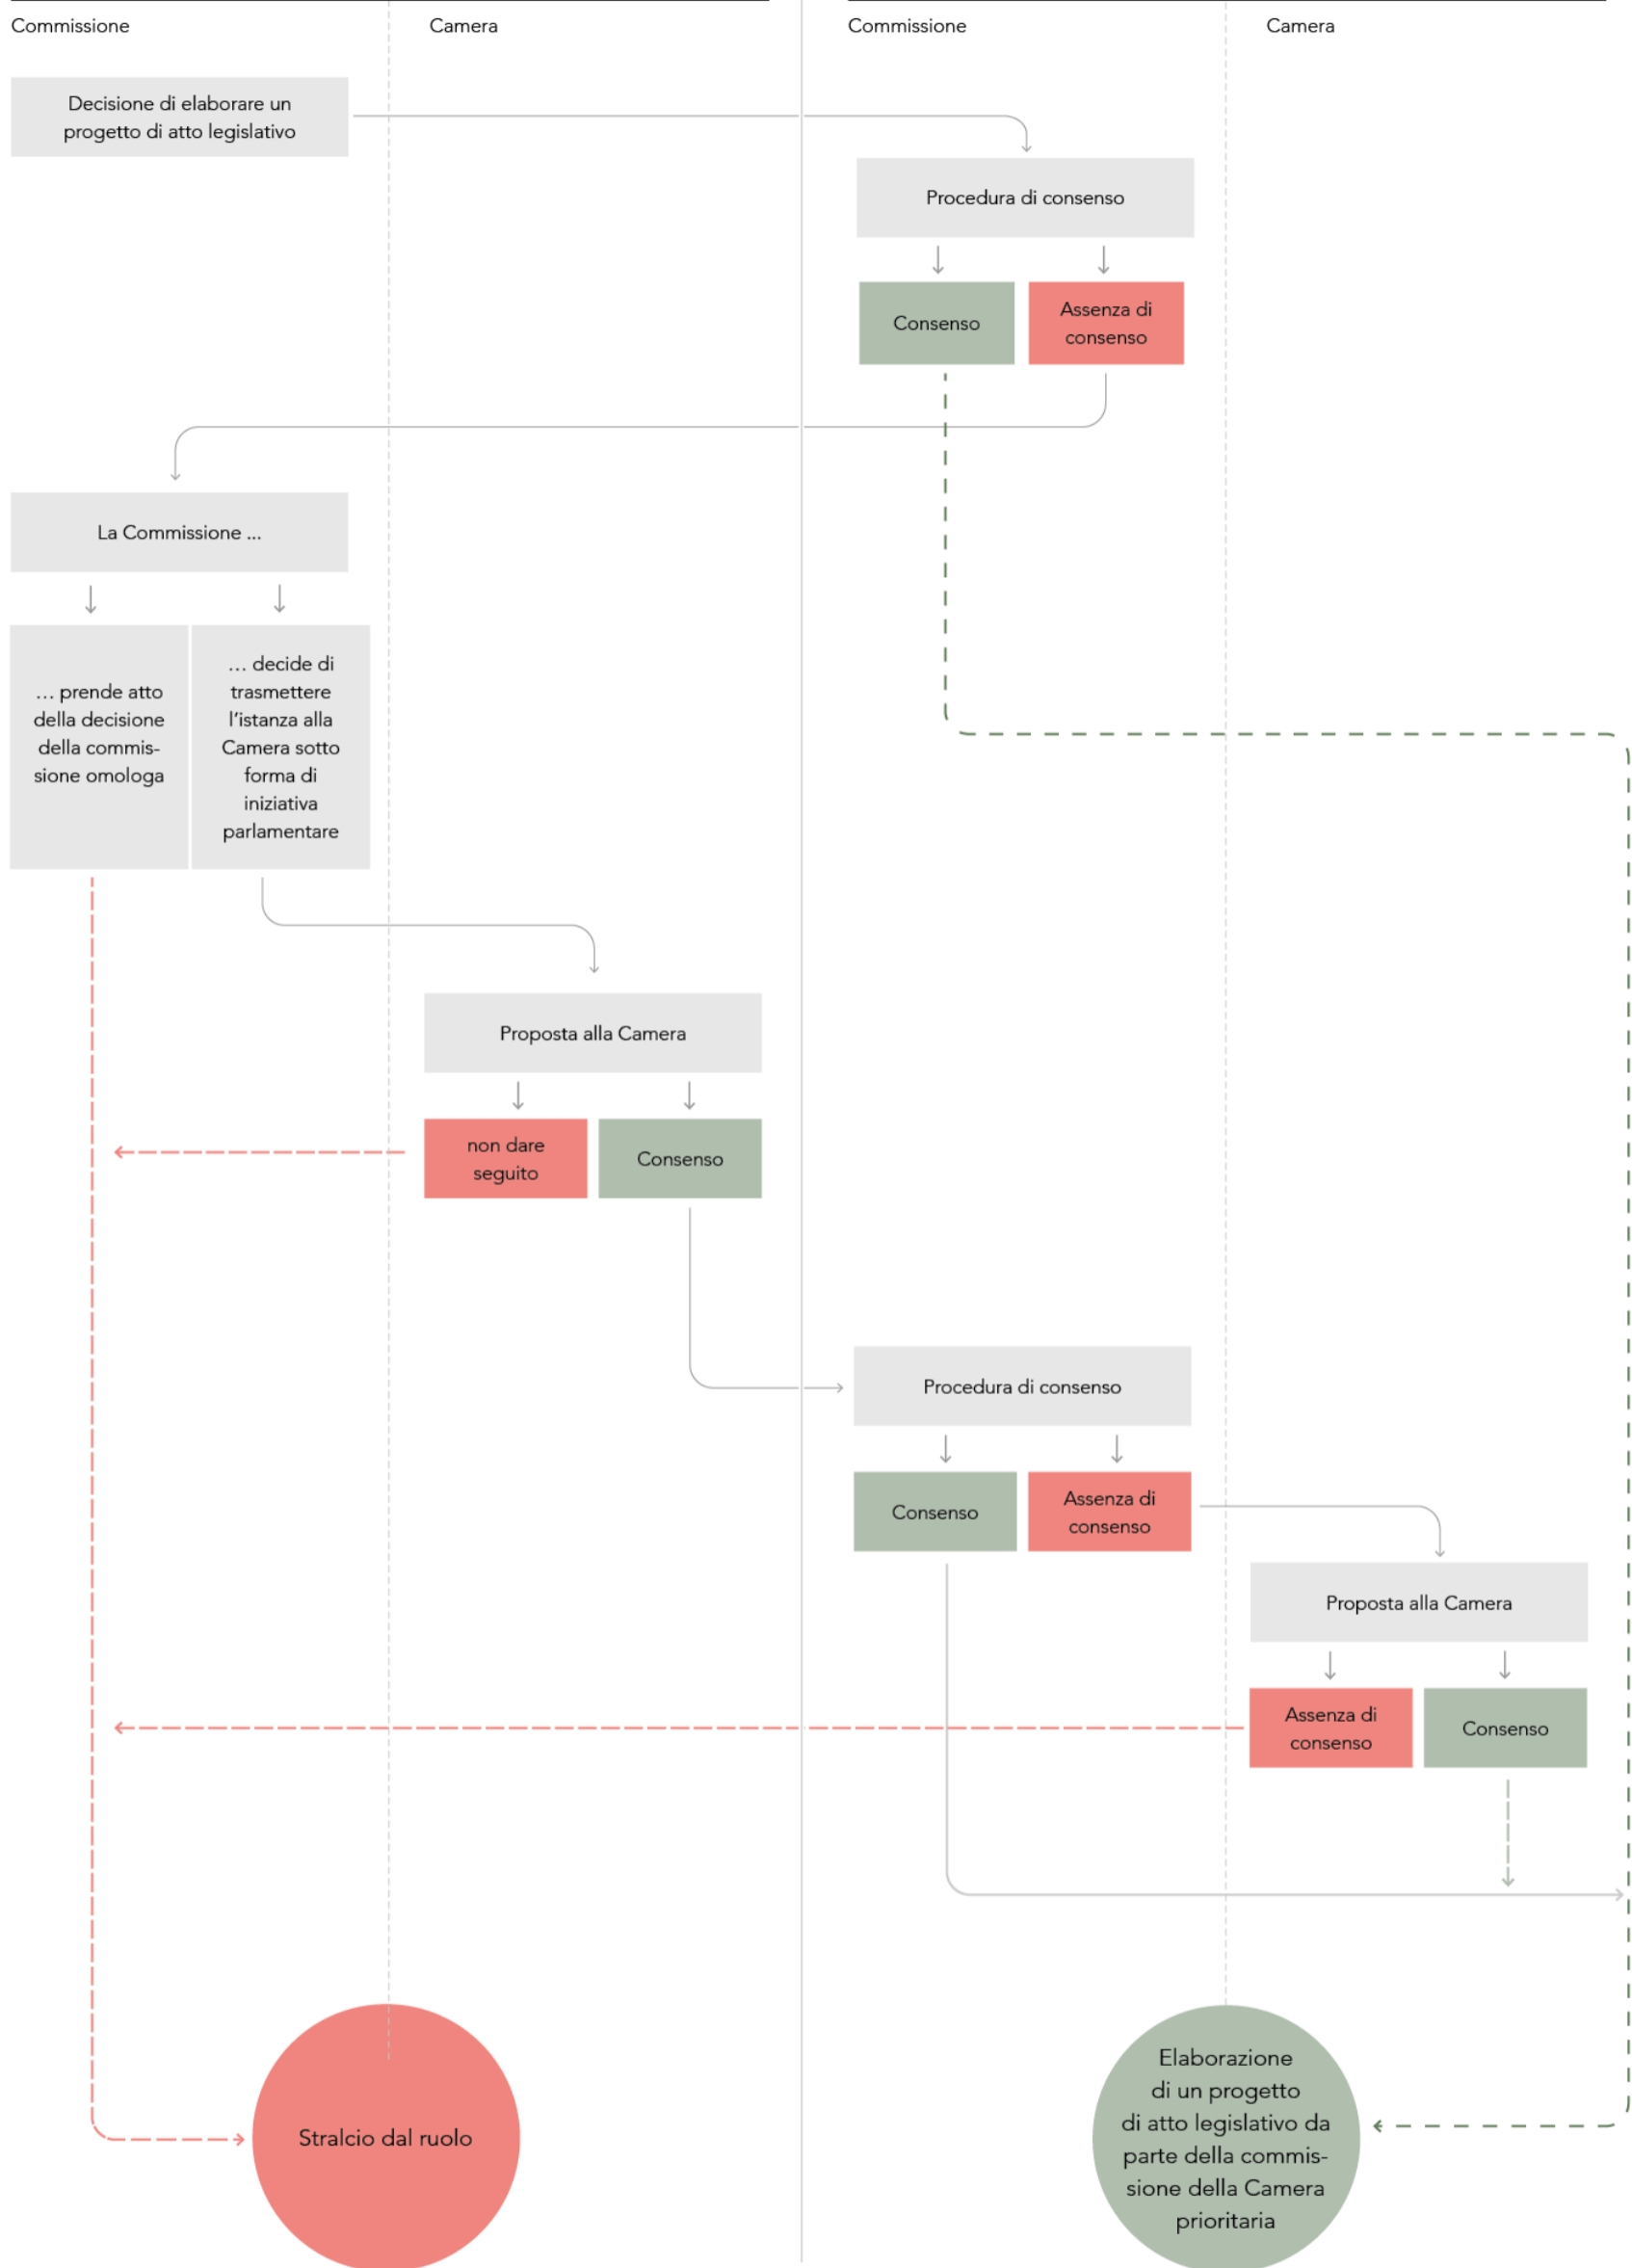 Commissione
Camera
Commissione
Camera
Decisione di elaborare un
progetto di atto legislativo
Procedura di consenso
Consenso
Assenza di
consenso
La Commissione ...
… prende atto
della decisione
della commis-
sione omologa
… decide di
trasmettere
l’istanza alla
Camera sotto
forma di
iniziativa
parlamentare
Proposta alla Camera
non dare
seguito
Consenso
Procedura di consenso
Consenso
Assenza di
consenso
Proposta alla Camera
Assenza di
consenso
Consenso
Stralcio dal ruolo
Elaborazione
di un progetto
di atto legislativo da
parte della commis-
sione della Camera
prioritaria